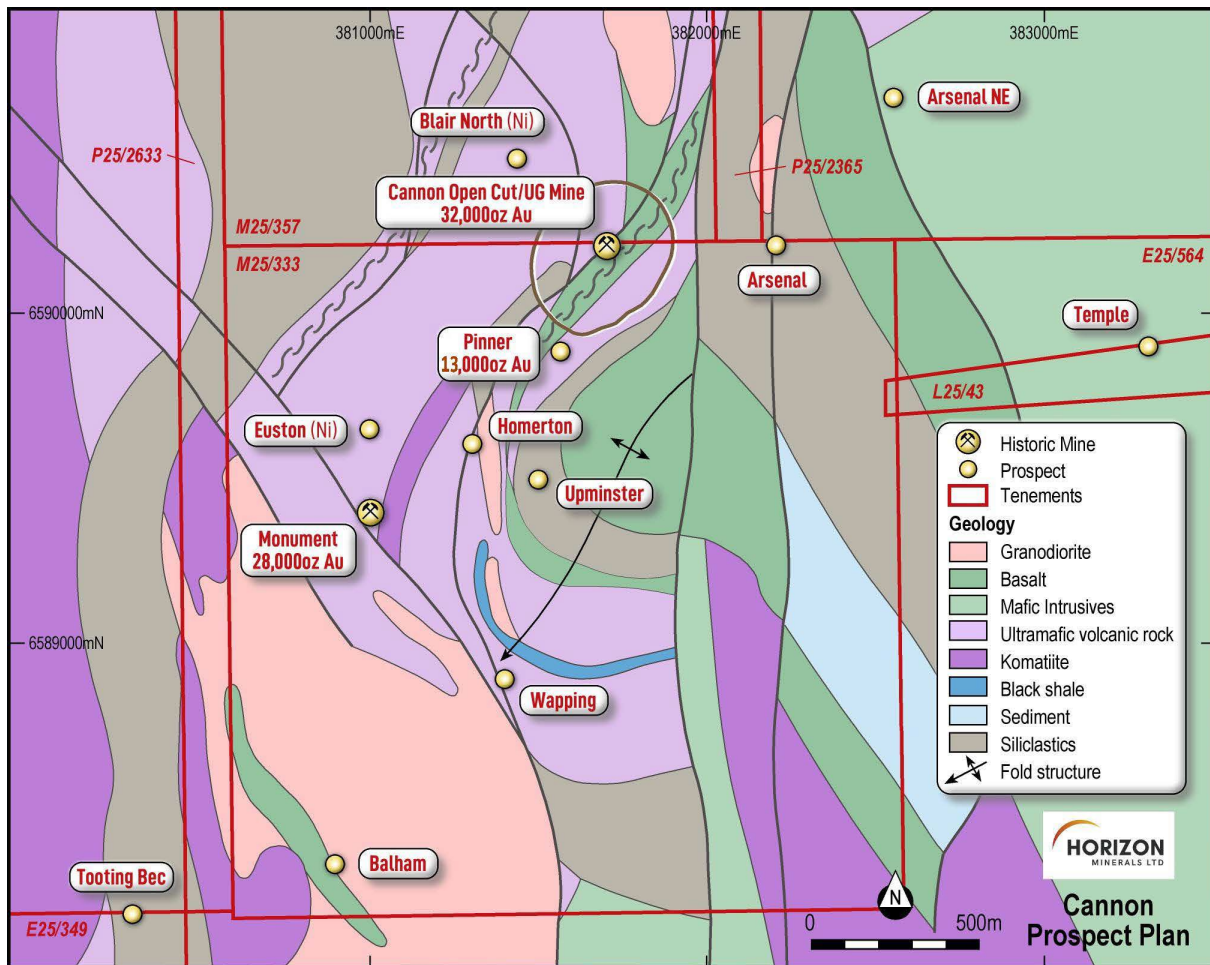 381000mE
382000mE
383000mE
Arsenal NE
Blair North (Ni)
P25/2633
P25/2365
Cannon Open Cut/UG Mine
32,000oz Au
M25/357
M25/333
E25/564
Arsenal
6590000mN
Temple
Pinner
13,000oz Au
L25/43
Euston (Ni)
Homerton
Upminster
Monument
28,000oz Au
Historic Mine
Prospect
Tenements
Geology
Granodiorite
Basalt
Mafic Intrusives
Ultramafic volcanic rock
Komatiite
Black shale
Sediment
Siliclastics
Fold structure
6589000mN
Wapping
HORIZON
MINERALS LTD
Balham
Tooting Bec
E25/349
N
0
500m
Cannon
Prospect Plan